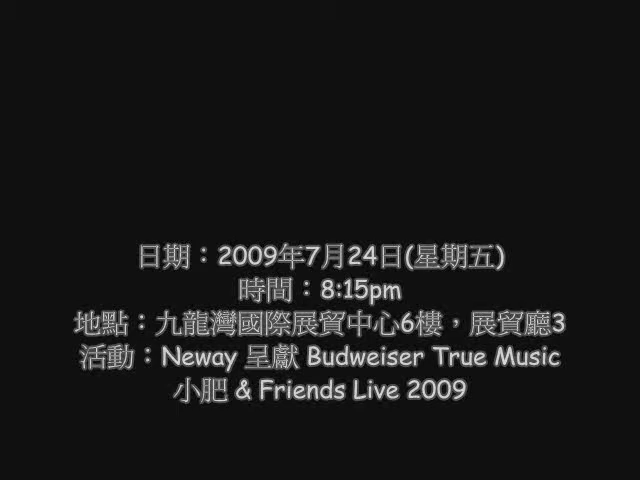 日期：2009年7月24日(星期五)
時間：8:15pm
地點：九龍灣國際展貿中心6樓，展貿廳3
活動：Neway 呈獻 Budweiser True Music
小肥 & Friends Live 2009